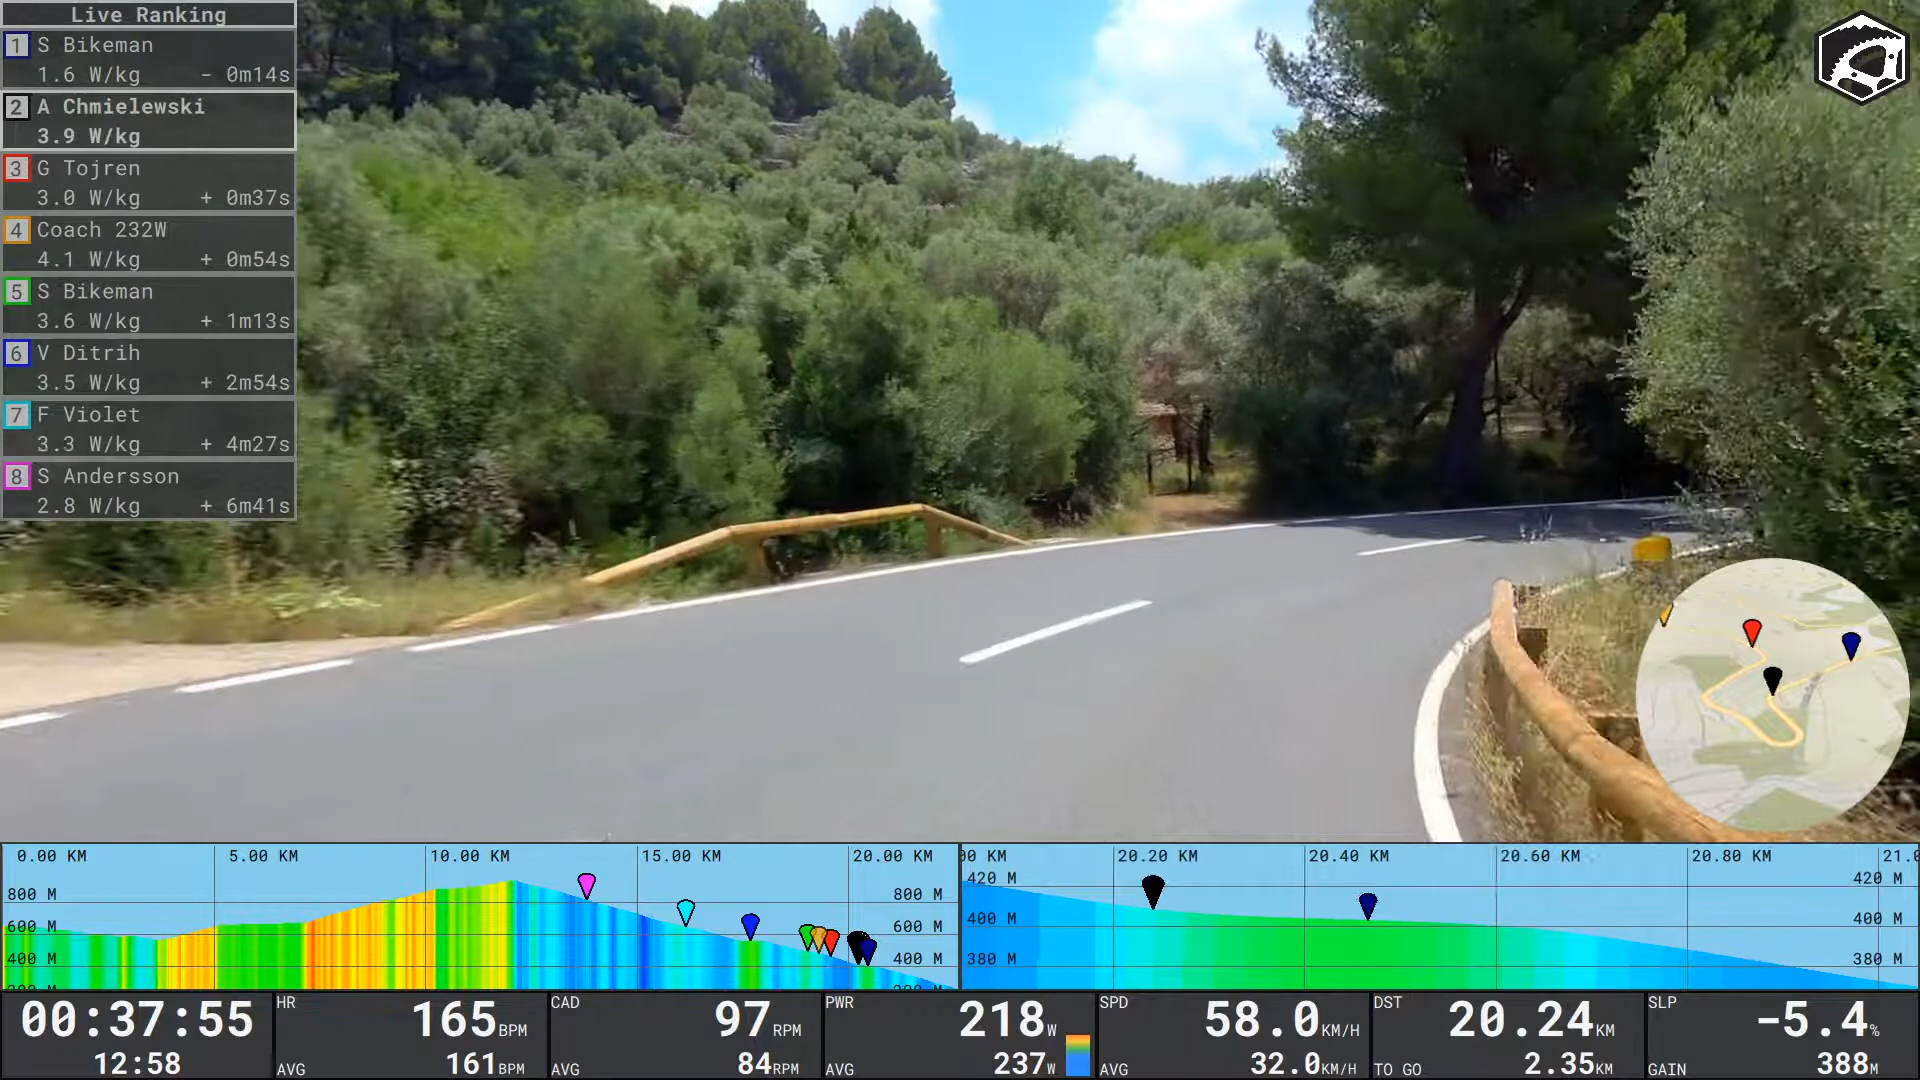 Live Ranking
1 S Bikeman
1.6 W/kg - 0m14s
2 A Chmielewski
3.9 W/kg
3 G Tojren
3.0 W/kg + 0m37s
4 Coach 232W
4.1 W/kg + 0m54s
5 S Bikeman
3.6 W/kg + 1m13s
6 V Ditrih
3.5 W/kg + 2m54s
7 F Violet
3.3 W/kg + 4m27s
8 S Andersson
2.8 W/kg + 6m41s
0.00 KM 5.00 KM 10.00 KM 15.00 KM 20.00 KM
800 M 800 M
600 M 600 M
400 M 400 M
00 KM 20.20 KM 20.40 KM 20.60 KM 20.80 KM 21.0
420 M 420 M
400 M 400 M
380 M 380 M
00:37:55
12:58
HR 165 BPM
AVG 161 BPM
CAD 97 RPM
AVG 84 RPM
PWR 218 W
AVG 237 W
SPD 58.0 KM/H
AVG 32.0 KM/H
DST 20.24 KM
TO GO 2.35 KM
SLP -5.4 %
GAIN 388 M